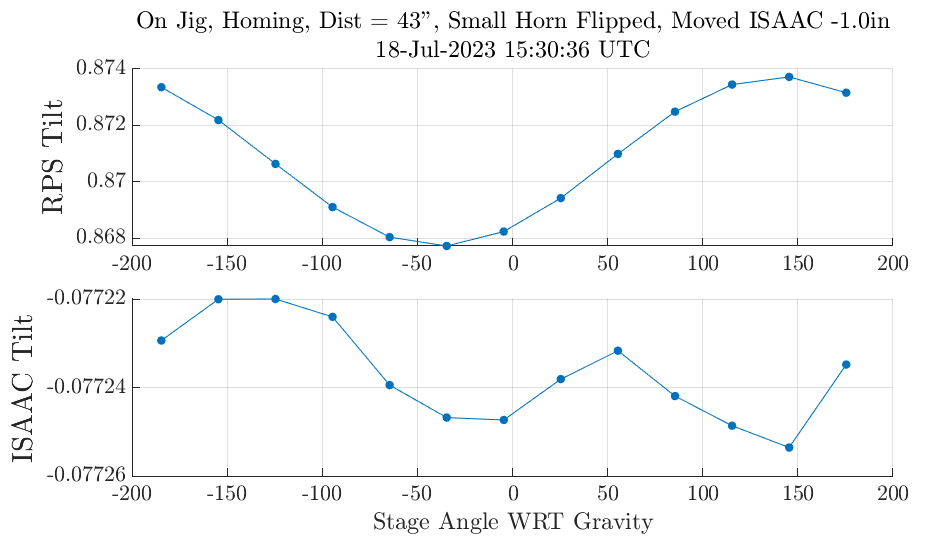 On Jig, Homing, Dist = 43”, Small Horn Flipped, Moved ISAAC -1.0in
18-Jul-2023 15:30:36 UTC
0.874
0.872
0.87
0.868
RPS Tilt
-200 -150 -100 -50 0 50 100 150 200
-0.07722
-0.07724
-0.07726
ISAAC Tilt
-200 -150 -100 -50 0 50 100 150 200
Stage Angle WRT Gravity